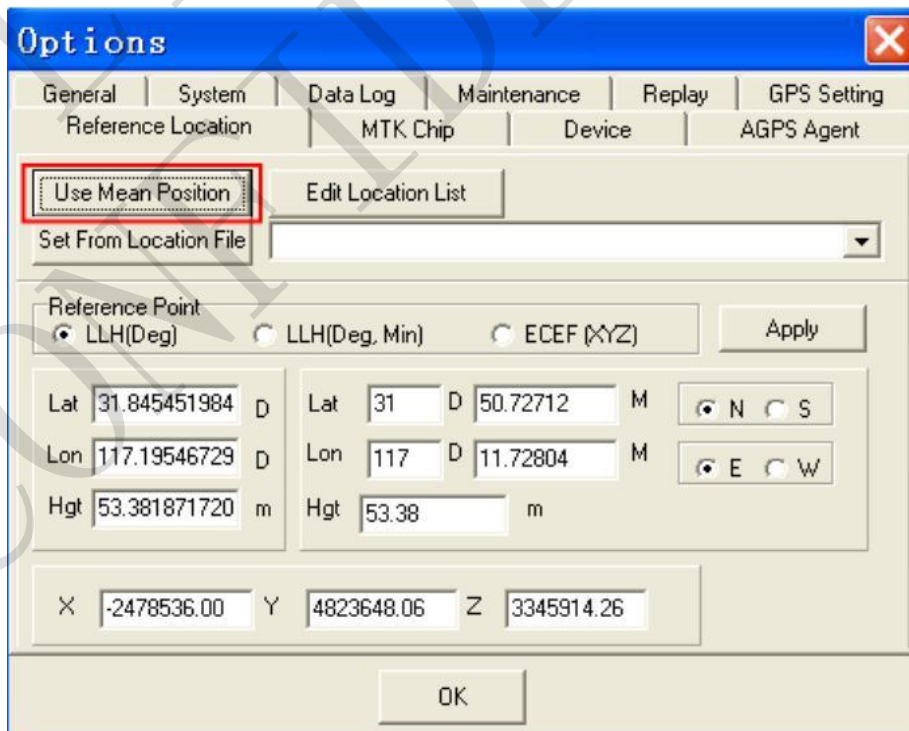 Options
General System Data Log Maintenance Replay GPS Setting
Reference Location MTK Chip Device AGPS Agent
Use Mean Position Edit Location List
Set From Location File
Reference Point
LLH(Deg) LLH(Deg, Min) ECEF (XYZ) Apply
Lat 31.845451984 D Lat 31 D 50.72712 M N S
Lon 117.19546729 D Lon 117 D 11.72804 M E W
Hgt 53.381871720 m Hgt 53.38 m
X -2478536.00 Y 4823648.06 Z 3345914.26
OK